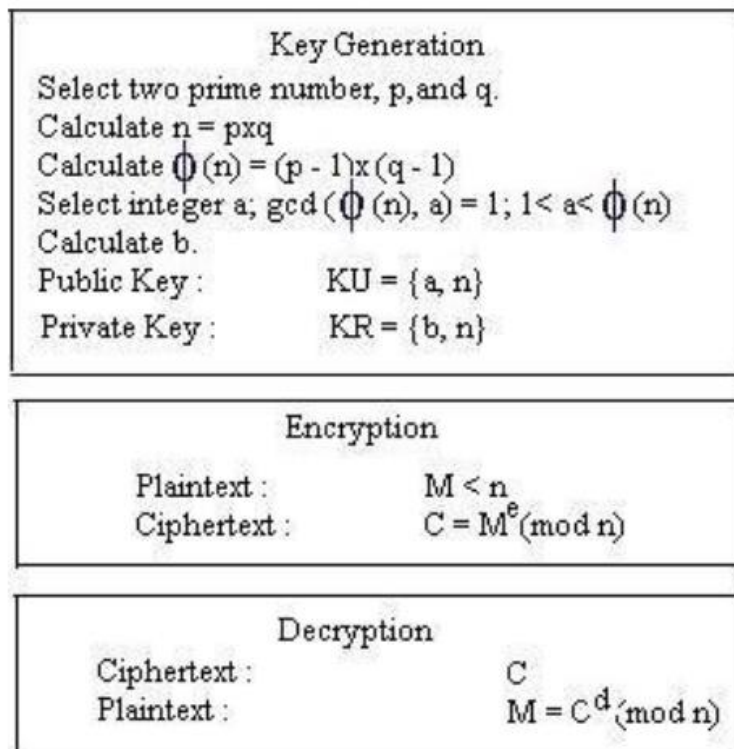 Key Generation
Select two prime number, p,and q.
Calculate n = pxq
Calculate ϕ (n) = (p - 1)x(q - 1)
Select integer a; gcd (ϕ (n), a) = 1; 1< a< ϕ (n)
Calculate b.
Public Key : KU = {a, n}
Private Key : KR = {b, n}
Encryption
Plaintext : M < n
Ciphertext : C = M^e (mod n)
Decryption
Ciphertext : C
Plaintext : M = C^d (mod n)